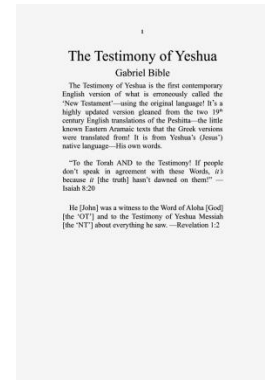 1
The Testimony of Yeshua
Gabriel Bible
The Testimony of Yeshua is the first contemporary
English version of what is erroneously called the
‘New Testament’—using the original language! It’s a
highly updated version gleaned from the two 19th
century English translations of the Peshitta—the little
known Eastern Aramaic texts that the Greek versions
were translated from! It is from Yeshua’s (Jesus’)
native language—His own words.
“To the Torah AND to the Testimony! If people
don’t speak in agreement with these Words, it’s
because it [the truth] hasn’t dawned on them!” —
Isaiah 8:20
He [John] was a witness to the Word of Aloha [God]
[the ‘OT’] and to the Testimony of Yeshua Messiah
[the ‘NT’] about everything he saw. —Revelation 1:2